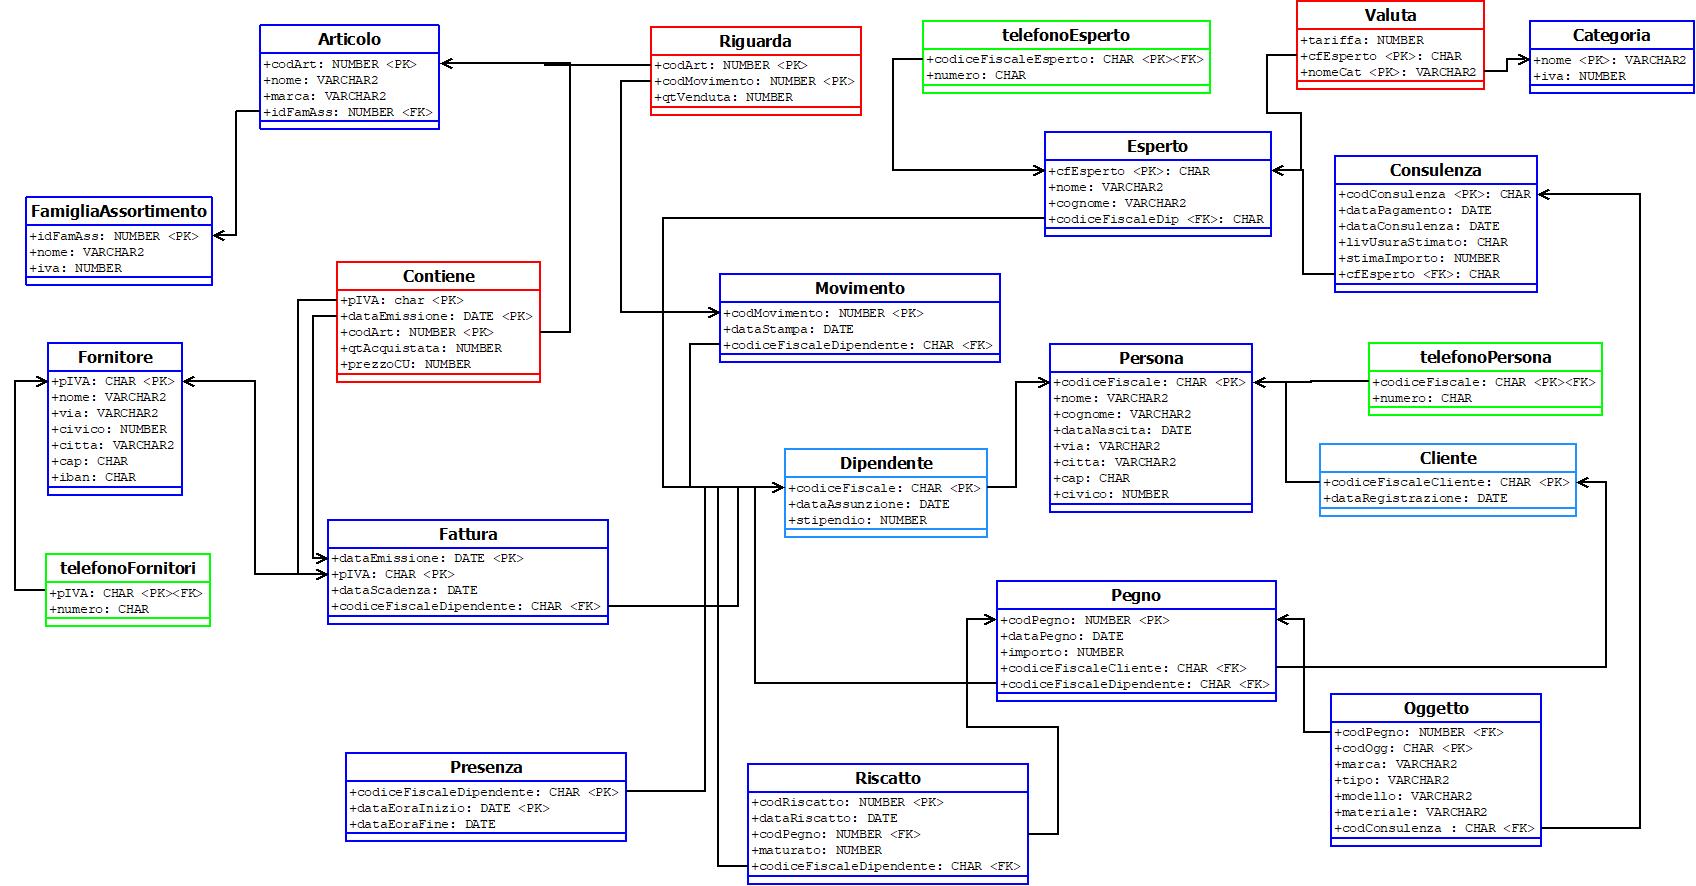 Articolo
+codArt: NUMBER <PK>
+nome: VARCHAR2
+marca: VARCHAR2
+idFamAss: NUMBER <FK>
Riguarda
+codArt: NUMBER <PK>
+codMovimento: NUMBER <PK>
+qtVenduta: NUMBER
telefonoEsperto
+codiceFiscaleEsperto: CHAR <PK><FK>
+numero: CHAR
Valuta
+tariffa: NUMBER
+cfEsperto <PK>: CHAR
+nomeCat <PK>: VARCHAR2
Categoria
+nome <PK>: VARCHAR2
+iva: NUMBER
Esperto
+cfEsperto <PK>: CHAR
+nome: VARCHAR2
+cognome: VARCHAR2
+codiceFiscaleDip <FK>: CHAR
Consulenza
+codConsulenza <PK>: CHAR
+dataPagamento: DATE
+dataConsulenza: DATE
+livUsuraStimato: CHAR
+stimaImporto: NUMBER
+cfEsperto <FK>: CHAR
FamigliaAssortimento
+idFamAss: NUMBER <PK>
+nome: VARCHAR2
+iva: NUMBER
Contiene
+pIVA: char <PK>
+dataEmissione: DATE <PK>
+codArt: NUMBER <PK>
+qtAcquistata: NUMBER
+prezzoCU: NUMBER
Movimento
+codMovimento: NUMBER <PK>
+dataStampa: DATE
+codiceFiscaleDipendente: CHAR <FK>
Fornitore
+pIVA: CHAR <PK>
+nome: VARCHAR2
+via: VARCHAR2
+civico: NUMBER
+citta: VARCHAR2
+cap: CHAR
+iban: CHAR
Persona
+codiceFiscale: CHAR <PK>
+nome: VARCHAR2
+cognome: VARCHAR2
+dataNascita: DATE
+via: VARCHAR2
+citta: VARCHAR2
+cap: CHAR
+civico: NUMBER
telefonoPersona
+codiceFiscale: CHAR <PK><FK>
+numero: CHAR
Dipendente
+codiceFiscale: CHAR <PK>
+dataAssunzione: DATE
+stipendio: NUMBER
Cliente
+codiceFiscaleCliente: CHAR <PK>
+dataRegistrazione: DATE
Fattura
+dataEmissione: DATE <PK>
+pIVA: CHAR <PK>
+dataScadenza: DATE
+codiceFiscaleDipendente: CHAR <FK>
telefonoFornitori
+pIVA: CHAR <PK><FK>
+numero: CHAR
Pegno
+codPegno: NUMBER <PK>
+dataPegno: DATE
+importo: NUMBER
+codiceFiscaleCliente: CHAR <FK>
+codiceFiscaleDipendente: CHAR <FK>
Oggetto
+codPegno: NUMBER <FK>
+codOgg: CHAR <PK>
+marca: VARCHAR2
+tipo: VARCHAR2
+modello: VARCHAR2
+materiale: VARCHAR2
+codConsulenza : CHAR <FK>
Presenza
+codiceFiscaleDipendente: CHAR <PK>
+dataEoraInizio: DATE <PK>
+dataEoraFine: DATE
Riscatto
+codRiscatto: NUMBER <PK>
+dataRiscatto: DATE
+codPegno: NUMBER <FK>
+maturato: NUMBER
+codiceFiscaleDipendente: CHAR <FK>